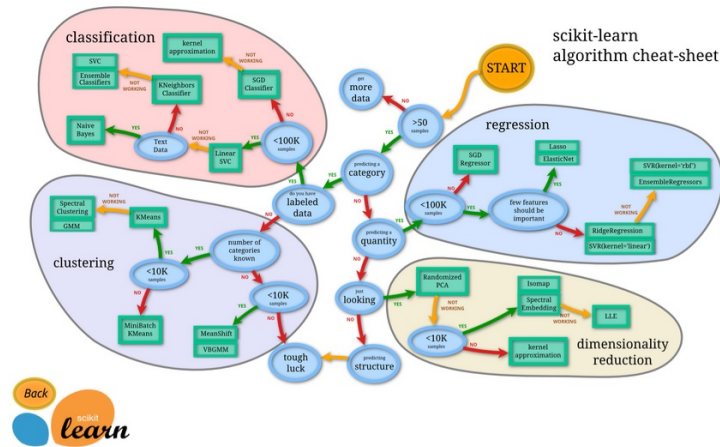 classification
scikit-learn
algorithm cheat-sheet
START
kernel
approximation
NOT
WORKING
SVC
Ensemble
Classifiers
NOT
WORKING
KNeighbors
Classifier
SGD
Classifier
NO
Naive
Bayes
YES
Text
Data
NO
NOT
WORKING
Linear
SVC
YES
<100K
samples
YES
get
more
data
NO
>50
samples
YES
predicting a
category
YES
do you have
labeled
data
NO
NO
predicting a
quantity
YES
NO
regression
SGD
Regressor
NO
<100K
samples
YES
few features
should be
important
YES
Lasso
ElasticNet
NO
RidgeRegression
SVR(kernel='linear')
NOT
WORKING
SVR(kernel='rbf')
EnsembleRegressors
clustering
Spectral
Clustering
GMM
NOT
WORKING
KMeans
YES
<10K
samples
NO
MiniBatch
KMeans
YES
number of
categories
known
NO
<10K
samples
YES
MeanShift
VBGMM
NO
tough
luck
just
looking
YES
NO
predicting
structure
Randomized
PCA
NOT
WORKING
<10K
samples
YES
Isomap
Spectral
Embedding
NOT
WORKING
LLE
NO
kernel
approximation
dimensionality
reduction
Back
scikit
learn